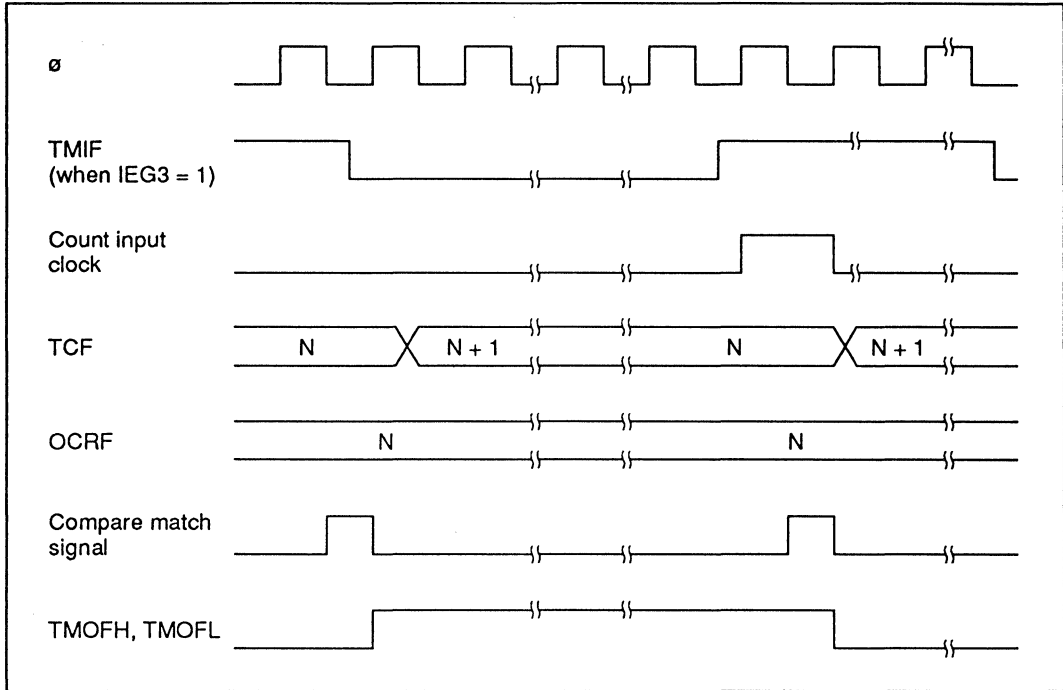 ø
TMIF
(when IEG3 = 1)
Count input
clock
TCF
N
N + 1
N
N + 1
OCRF
N
N
Compare match
signal
TMOFH, TMOFL